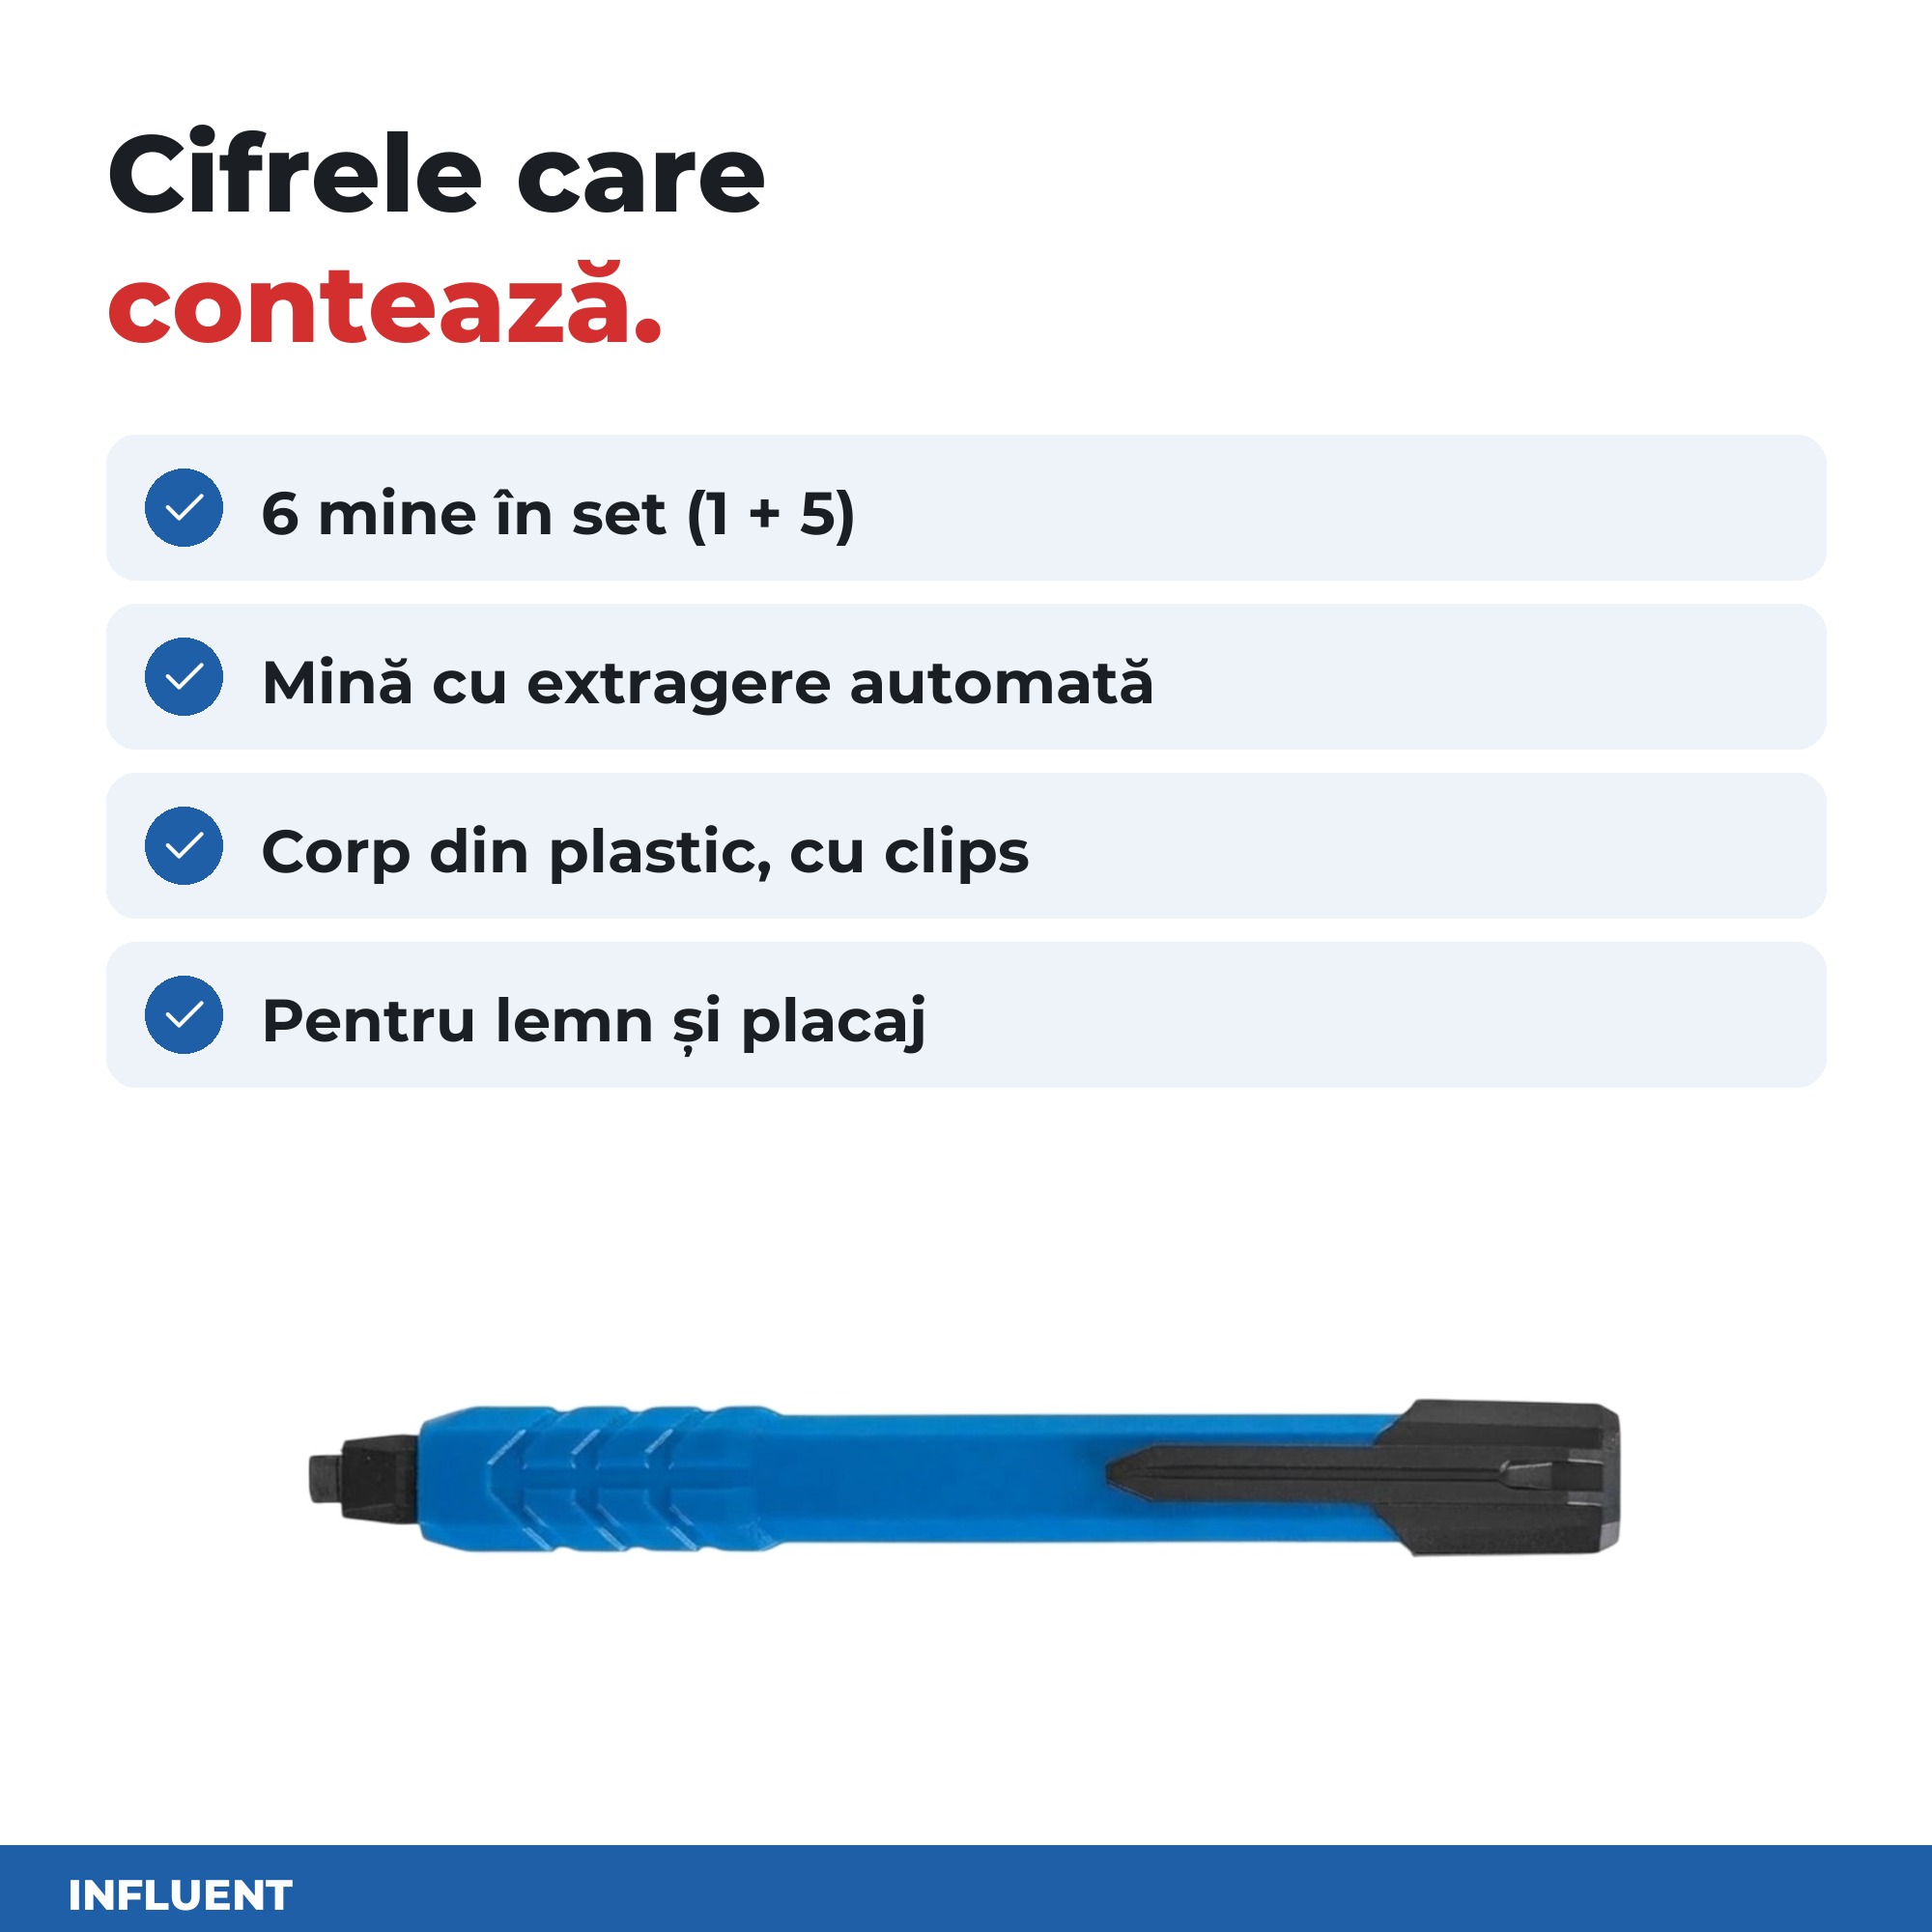 Cifrele care
contează.
6 mine în set (1 + 5)
Mină cu extragere automată
Corp din plastic, cu clips
Pentru lemn și placaj
INFLUENT